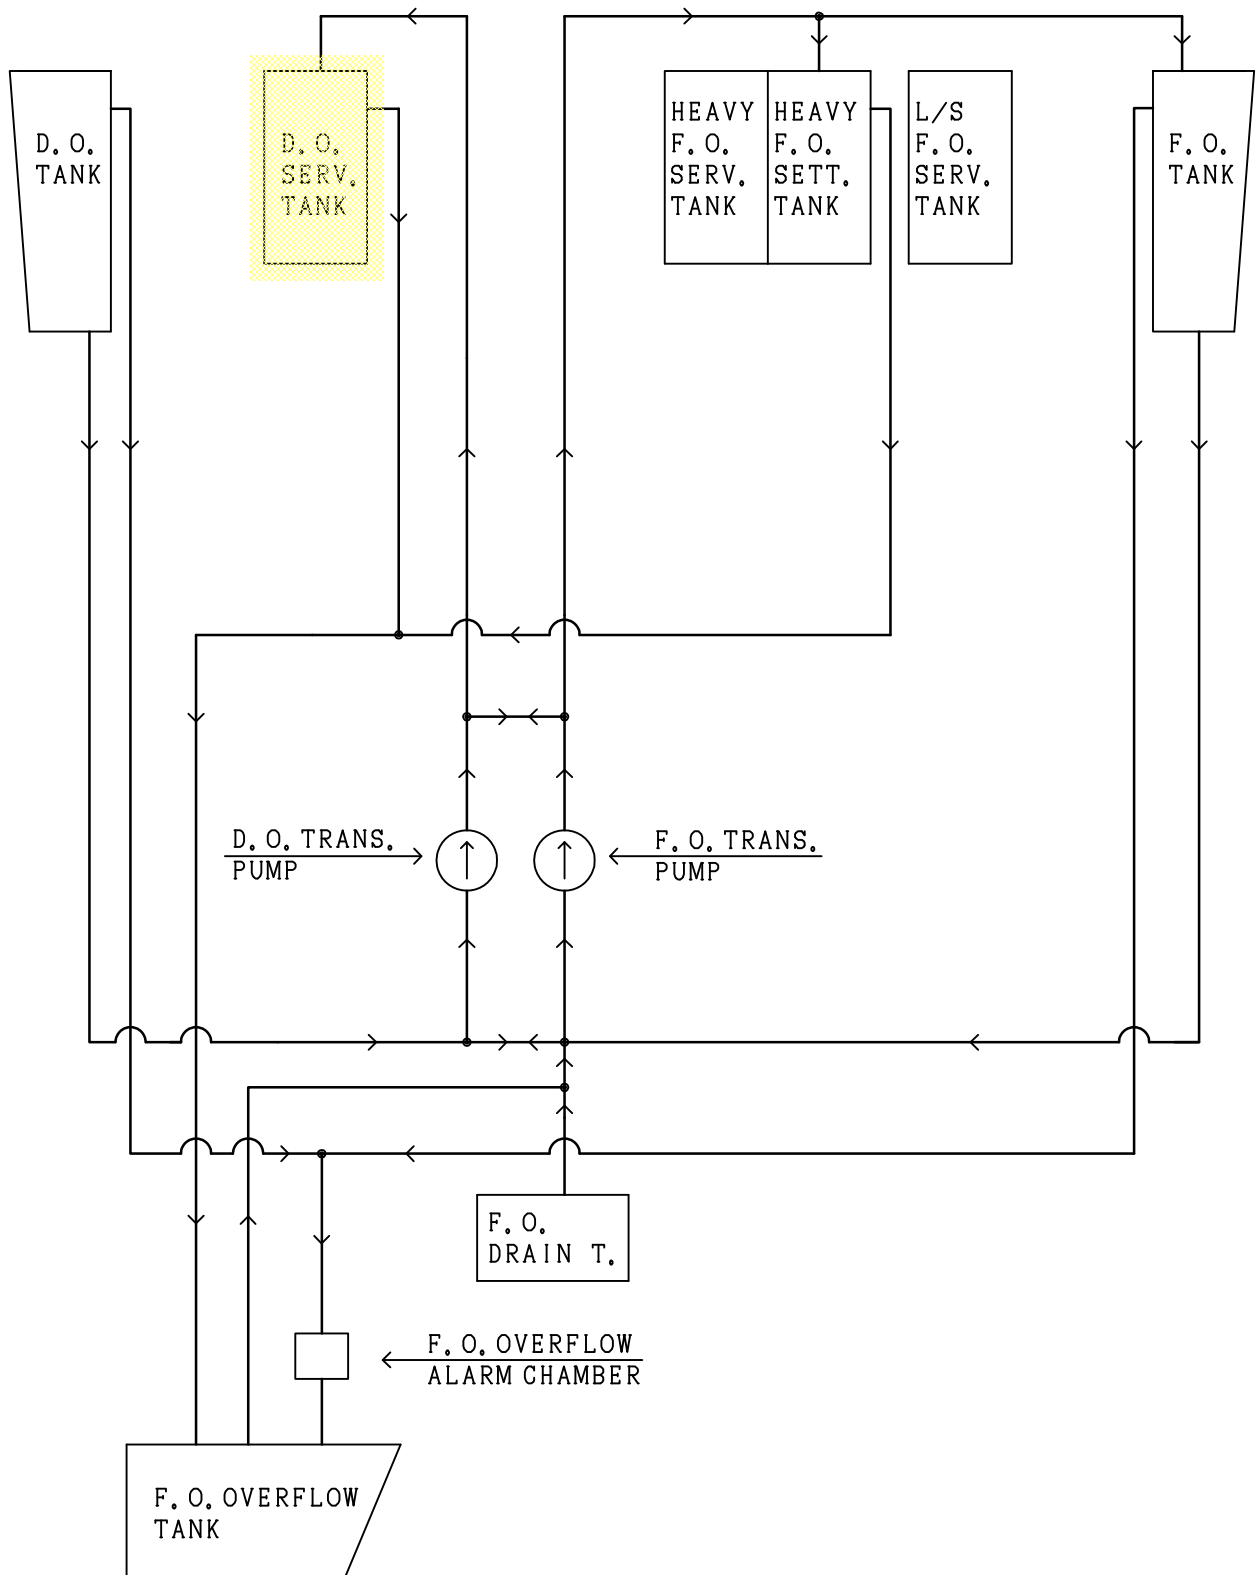 D.O.
TANK
D.O.
SERV.
TANK
HEAVY
F.O.
SERV.
TANK
HEAVY
F.O.
SETT.
TANK
L/S
F.O.
SERV.
TANK
F.O.
TANK
D.O.TRANS.
PUMP
F.O.TRANS.
PUMP
F.O.
DRAIN T.
F.O.OVERFLOW
ALARM CHAMBER
F.O.OVERFLOW
TANK